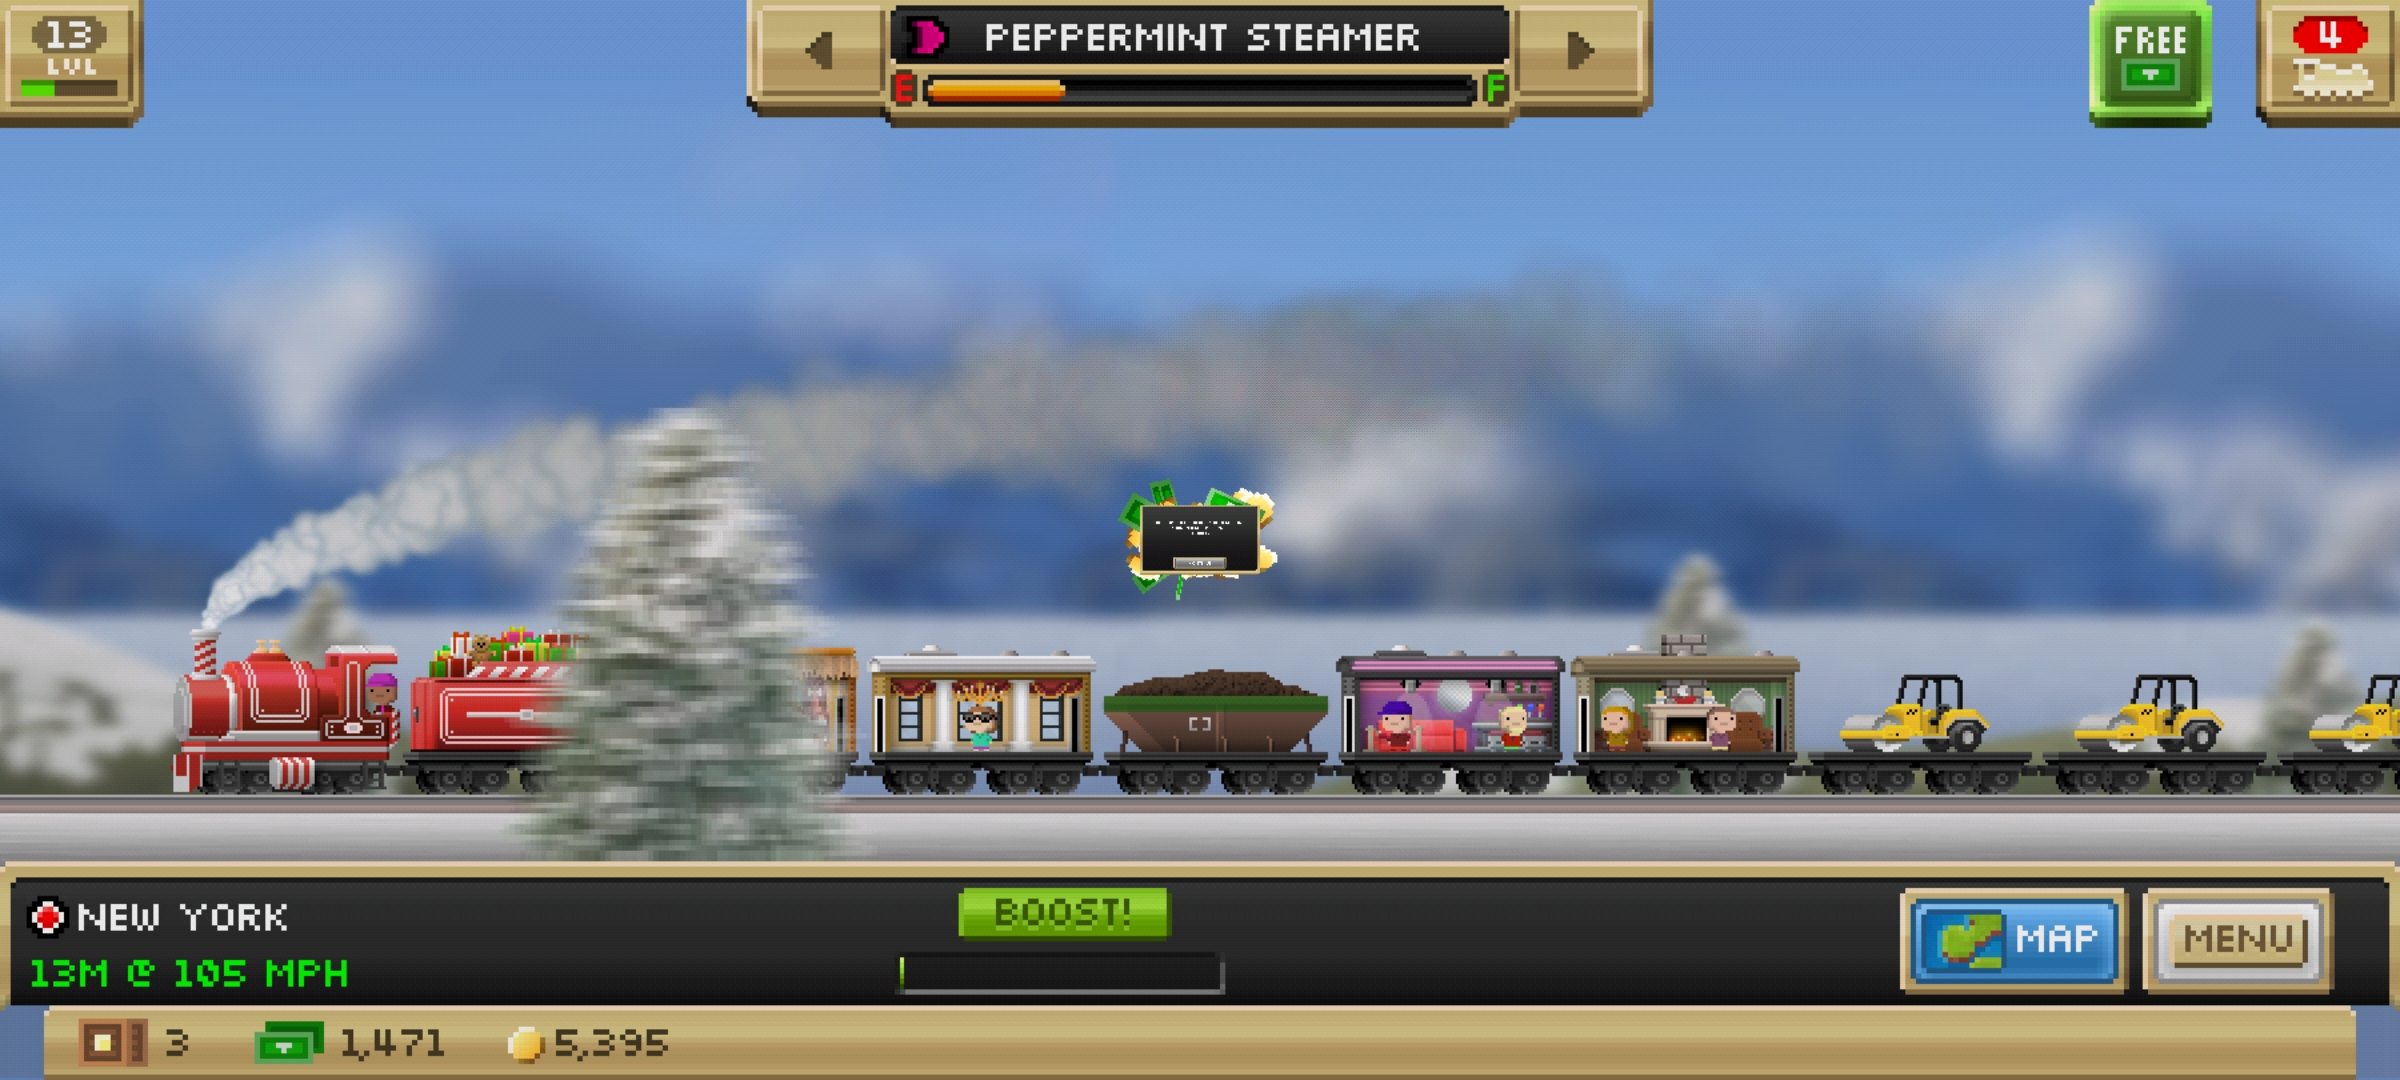 13
LVL
PEPPERMINT STEAMER
E
F
FREE
4
NEW YORK
13M @ 105 MPH
BOOST!
MAP
MENU
3
1,471
5,395